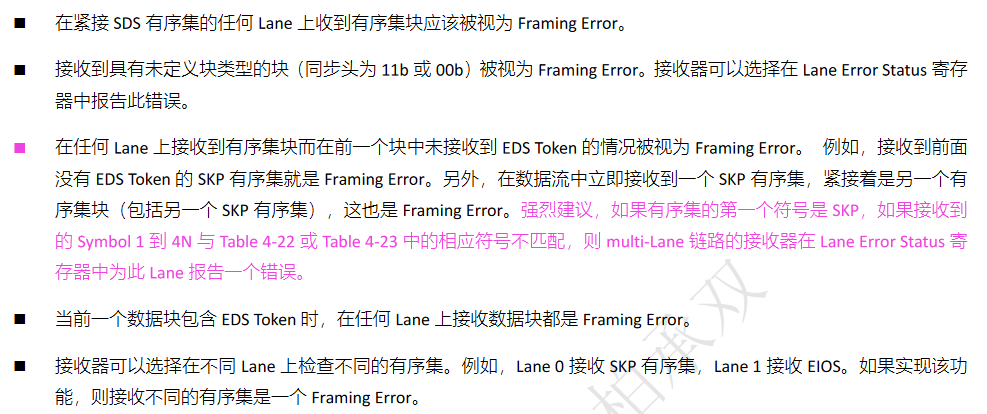 ■ 在紧接 SDS 有序集的任何 Lane 上收到有序集块应该被视为 Framing Error。
■ 接收到具有未定义块类型的块（同步头为 11b 或 00b）被视为 Framing Error。接收器可以选择在 Lane Error Status 寄存
器中报告此错误。
■ 在任何 Lane 上接收到有序集块而在前一个块中未接收到 EDS Token 的情况被视为 Framing Error。 例如，接收到前面
没有 EDS Token 的 SKP 有序集就是 Framing Error。另外，在数据流中立即接收到一个 SKP 有序集，紧接着是另一个有
序集块（包括另一个 SKP 有序集），这也是 Framing Error。强烈建议，如果有序集的第一个符号是 SKP，如果接收到
的 Symbol 1 到 4N 与 Table 4-22 或 Table 4-23 中的相应符号不匹配，则 multi-Lane 链路的接收器在 Lane Error Status 寄
存器中为此 Lane 报告一个错误。
■ 当前一个数据块包含 EDS Token 时，在任何 Lane 上接收数据块都是 Framing Error。
■ 接收器可以选择在不同 Lane 上检查不同的有序集。例如，Lane 0 接收 SKP 有序集，Lane 1 接收 EIOS。如果实现该功
能，则接收不同的有序集是一个 Framing Error。
柏承双